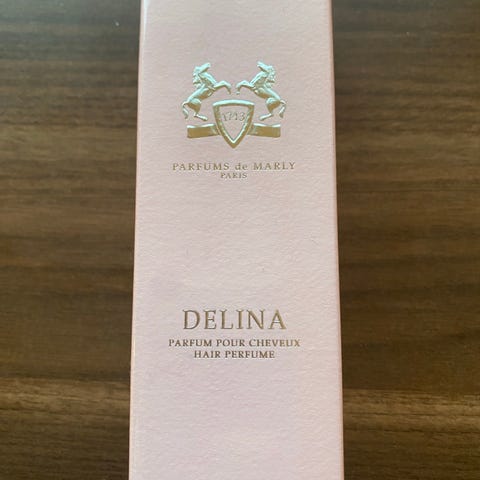 1743
PARFUMS de MARLY
PARIS
DELINA
PARFUM POUR CHEVEUX
HAIR PERFUME